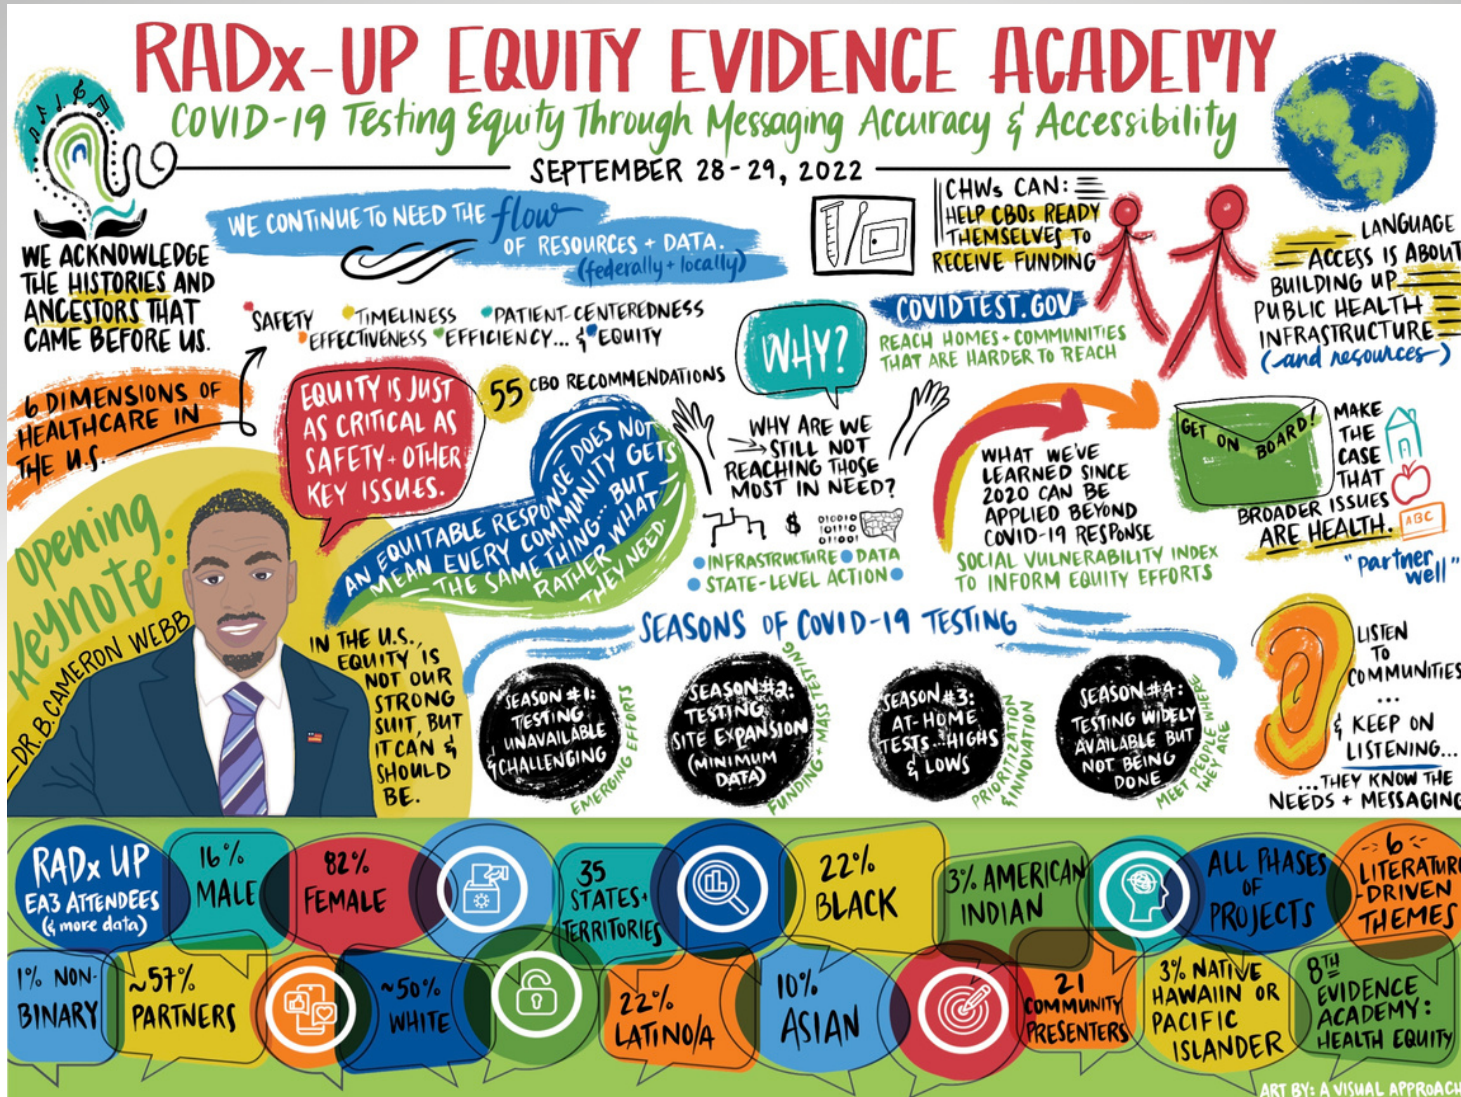 RADx-UP EQUITY EVIDENCE ACADEMY
COVID-19 Testing Equity Through Messaging Accuracy & Accessibility
SEPTEMBER 28-29, 2022
WE ACKNOWLEDGE
THE HISTORIES AND
ANCESTORS THAT
CAME BEFORE US.
WE CONTINUE TO NEED THE flow
OF RESOURCES + DATA.
(federally + locally)
CHWs CAN:
HELP CBOs READY
THEMSELVES TO
RECEIVE FUNDING
LANGUAGE
ACCESS IS ABOUT
BUILDING UP
PUBLIC HEALTH
INFRASTRUCTURE
(and resources)
6 DIMENSIONS OF
HEALTHCARE IN
THE U.S.
SAFETY TIMELINESS PATIENT-CENTEREDNESS
EFFECTIVENESS EFFICIENCY... & EQUITY
WHY?
COVIDTEST.GOV
REACH HOMES + COMMUNITIES
THAT ARE HARDER TO REACH
EQUITY IS JUST
AS CRITICAL AS
SAFETY + OTHER
KEY ISSUES.
55 CBO RECOMMENDATIONS
AN EQUITABLE RESPONSE DOES NOT
MEAN EVERY COMMUNITY GETS
THE SAME THING... BUT
RATHER WHAT
THEY NEED.
WHY ARE WE
STILL NOT
REACHING THOSE
MOST IN NEED?
$
010010
10110
011001
INFRASTRUCTURE DATA
STATE-LEVEL ACTION
WHAT WE'VE
LEARNED SINCE
2020 CAN BE
APPLIED BEYOND
COVID-19 RESPONSE
SOCIAL VULNERABILITY INDEX
TO INFORM EQUITY EFFORTS
GET ON BOARD!
MAKE
THE
CASE
THAT
BROADER ISSUES
ARE HEALTH.
ABC
"partner
well"
Opening
Keynote:
DR. B. CAMERON WEBB
IN THE U.S.,
EQUITY IS
NOT OUR
STRONG
SUIT, BUT
IT CAN &
SHOULD
BE.
SEASONS OF COVID-19 TESTING
SEASON #1:
TESTING
UNAVAILABLE
& CHALLENGING
EMERGING EFFORTS
SEASON #2:
TESTING
SITE EXPANSION
(MINIMUM
DATA)
FUNDING + MASS TESTING
SEASON #3:
AT-HOME
TESTS...HIGHS
& LOWS
PRIORITIZATION
& INNOVATION
SEASON #4:
TESTING WIDELY
AVAILABLE BUT
NOT BEING
DONE
MEET PEOPLE WHERE
THEY ARE
LISTEN
TO
COMMUNITIES
...
& KEEP ON
LISTENING...
...THEY KNOW THE
NEEDS + MESSAGING
RADx UP
EA3 ATTENDEES
(& more data)
16%
MALE
82%
FEMALE
35
STATES+
TERRITORIES
22%
BLACK
3% AMERICAN
INDIAN
ALL PHASES
OF
PROJECTS
6
LITERATURE
-DRIVEN
THEMES
1% NON-
BINARY
~57%
PARTNERS
~50%
WHITE
22%
LATINO/A
10%
ASIAN
21
COMMUNITY
PRESENTERS
3% NATIVE
HAWAIIN OR
PACIFIC
ISLANDER
8TH
EVIDENCE
ACADEMY:
HEALTH EQUITY
ART BY: A VISUAL APPROACH